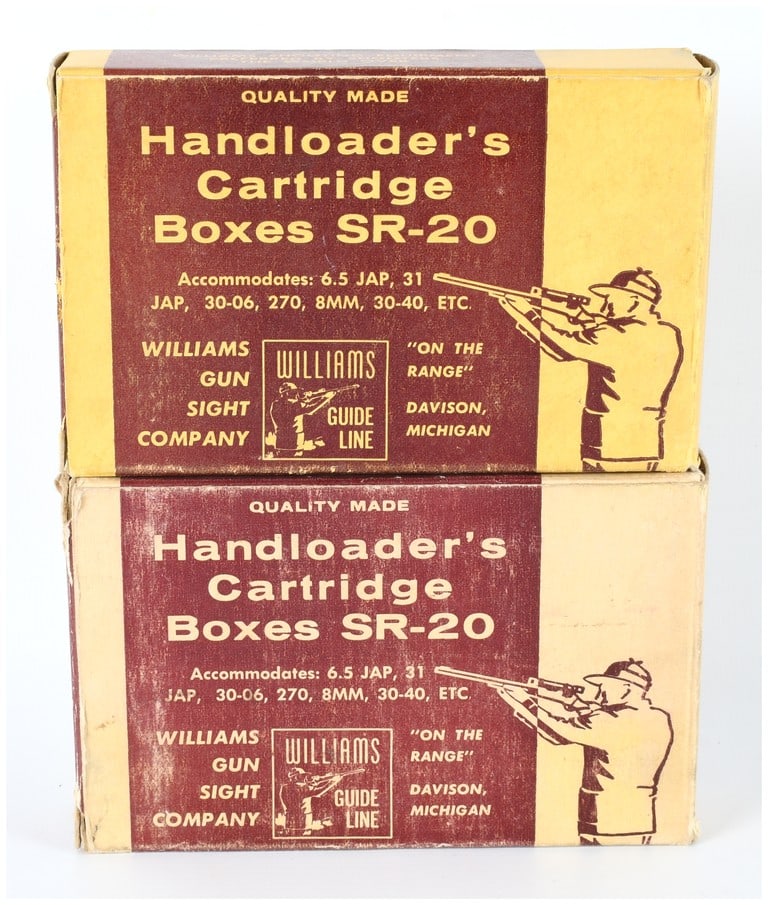 QUALITY MADE
Handloader's
Cartridge
Boxes SR-20
Accommodates: 6.5 JAP, 31
JAP, 30-06, 270, 8MM, 30-40, ETC.
WILLIAMS
GUN
SIGHT
COMPANY
WILLIAMS
GUIDE
LINE
"ON THE
RANGE"
DAVISON,
MICHIGAN
QUALITY MADE
Handloader's
Cartridge
Boxes SR-20
Accommodates: 6.5 JAP, 31
JAP, 30-06, 270, 8MM, 30-40, ETC.
WILLIAMS
GUN
SIGHT
COMPANY
WILLIAMS
GUIDE
LINE
"ON THE
RANGE"
DAVISON,
MICHIGAN